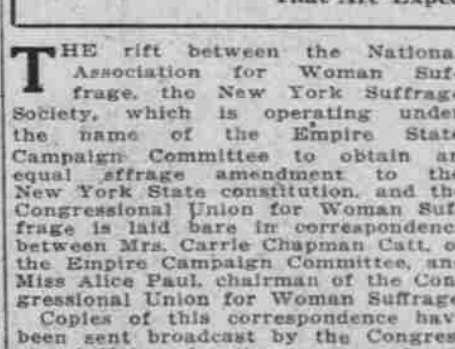 That Are Expec
THE rift between the Nationa
Association for Woman Suf-
frage, the New York Suffrage
Society, which is operating under
the name of the Empire State
Campaign Committee to obtain an
equal sffrage amendment to the
New York State constitution, and the
Congressional Union for Woman Suf
frage is laid bare in correspondence
between Mrs. Carrie Chapman Catt, o
the Empire Campaign Committee, and
Miss Alice Paul, chairman of the Con
gressional Union for Woman Suffrage
Copies of this correspondence have
been sent broadcast by the Congres